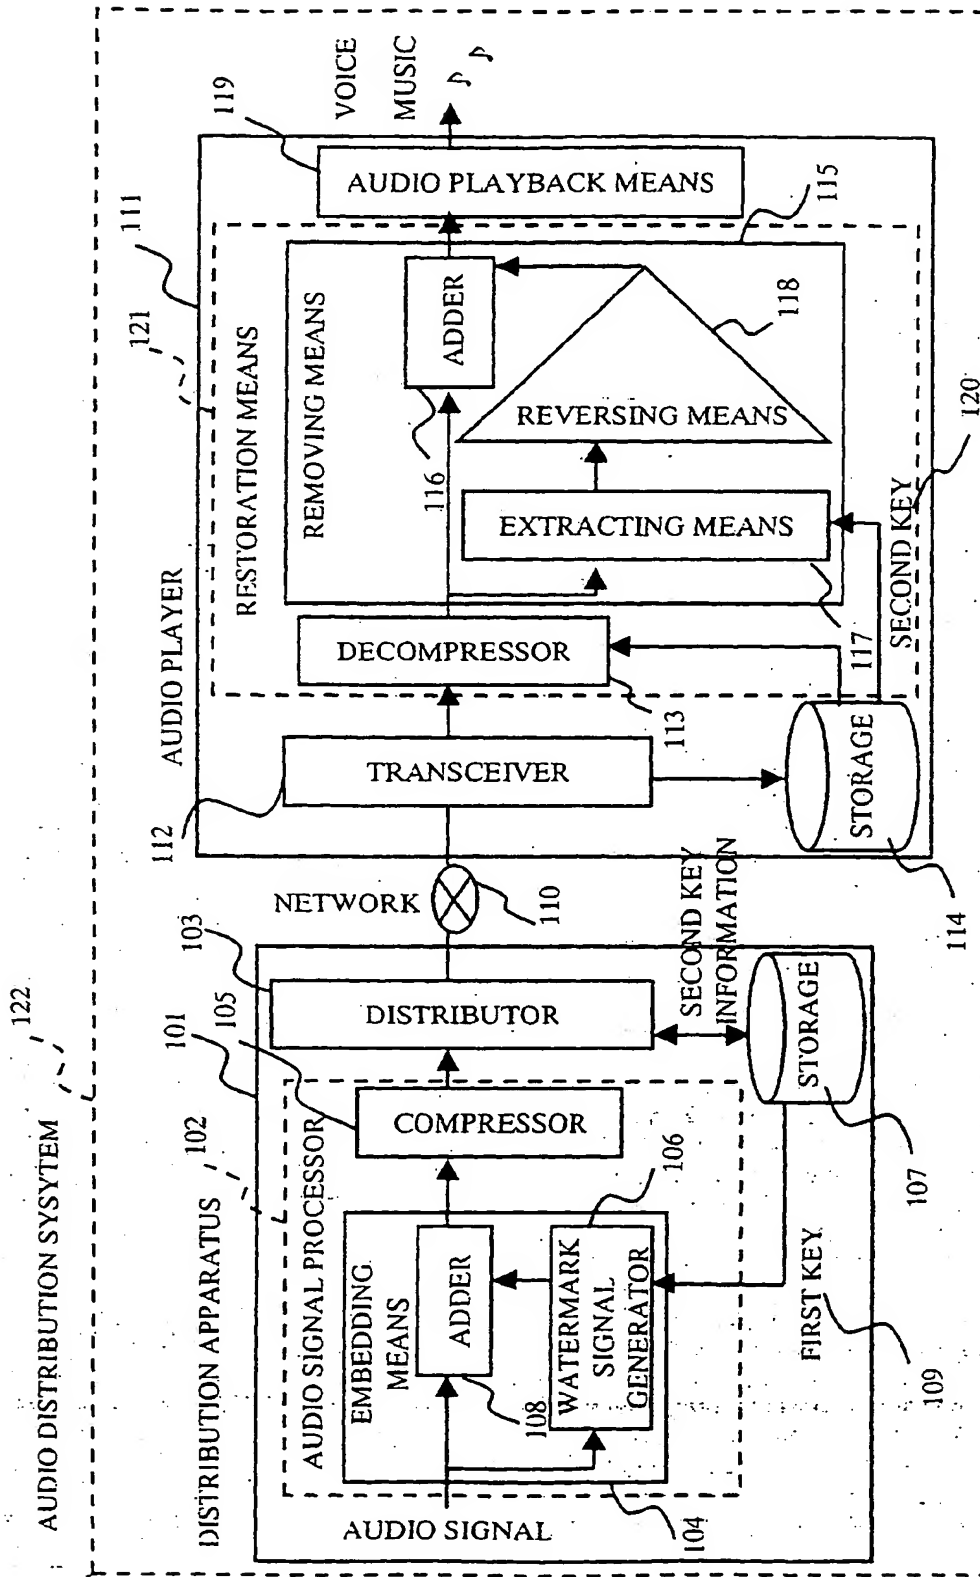 AUDIO DISTRIBUTION SYSYTEM
122
DISTRIBUTION APPARATUS
101
102
AUDIO SIGNAL PROCESSOR
105
103
EMBEDDING
MEANS
ADDER
108
WATERMARK
SIGNAL
GENERATOR
106
104
AUDIO SIGNAL
COMPRESSOR
DISTRIBUTOR
SECOND KEY
INFORMATION
STORAGE
107
FIRST KEY
109
NETWORK
110
AUDIO PLAYER
111
112
TRANSCEIVER
STORAGE
114
121
RESTORATION MEANS
DECOMPRESSOR
113
REMOVING MEANS
ADDER
116
EXTRACTING MEANS
117
REVERSING MEANS
118
115
SECOND KEY
120
AUDIO PLAYBACK MEANS
119
VOICE
MUSIC